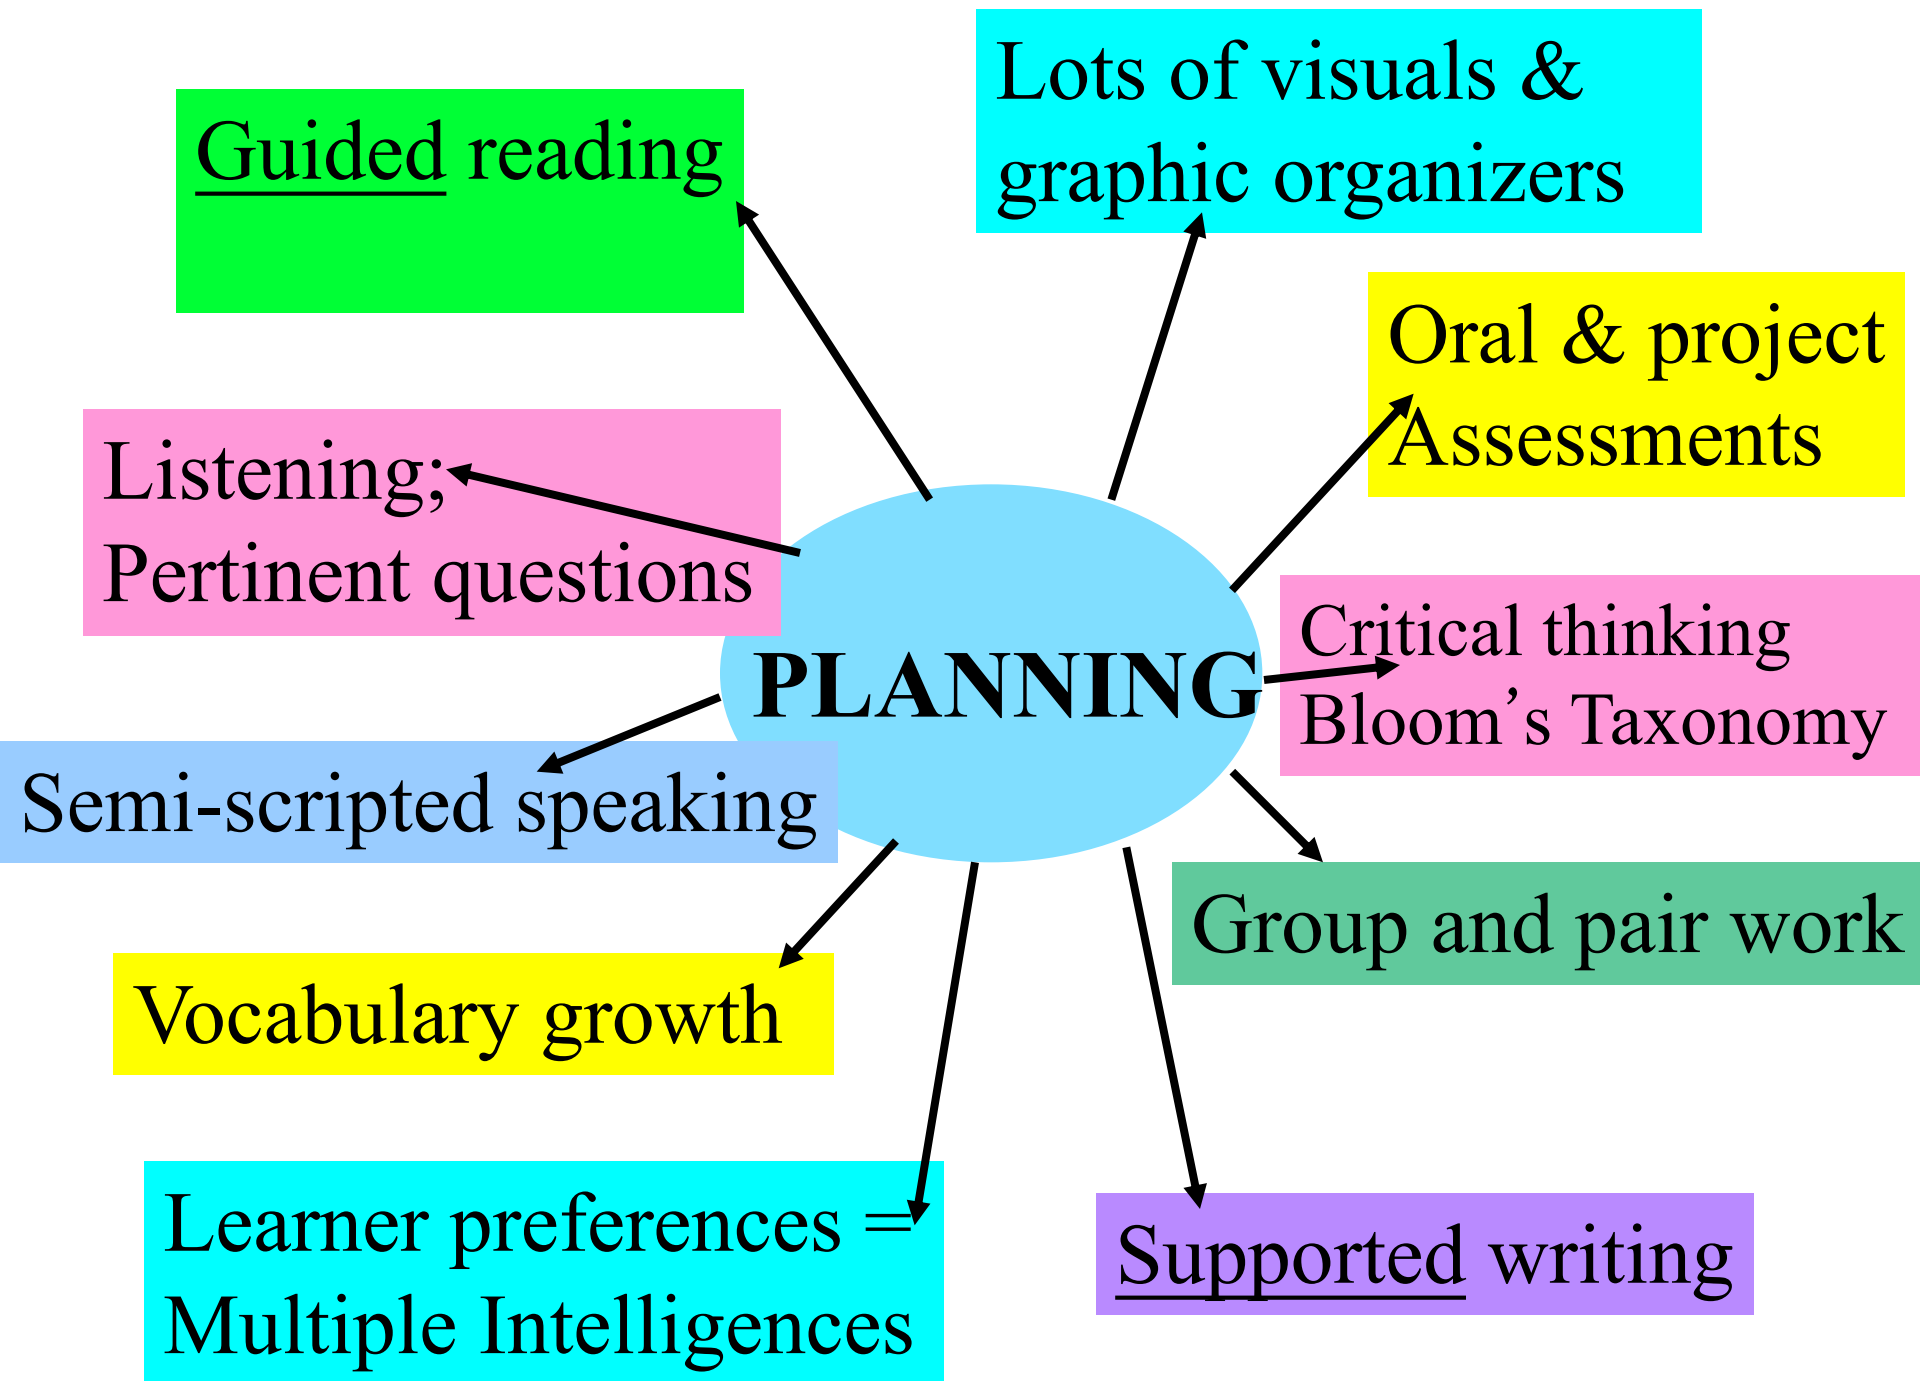 Lots of visuals &
graphic organizers
Guided reading
Oral & project
Assessments
Listening;
Pertinent questions
Critical thinking
Bloom’s Taxonomy
PLANNING
Semi-scripted speaking
Group and pair work
Vocabulary growth
Learner preferences =
Multiple Intelligences
Supported writing